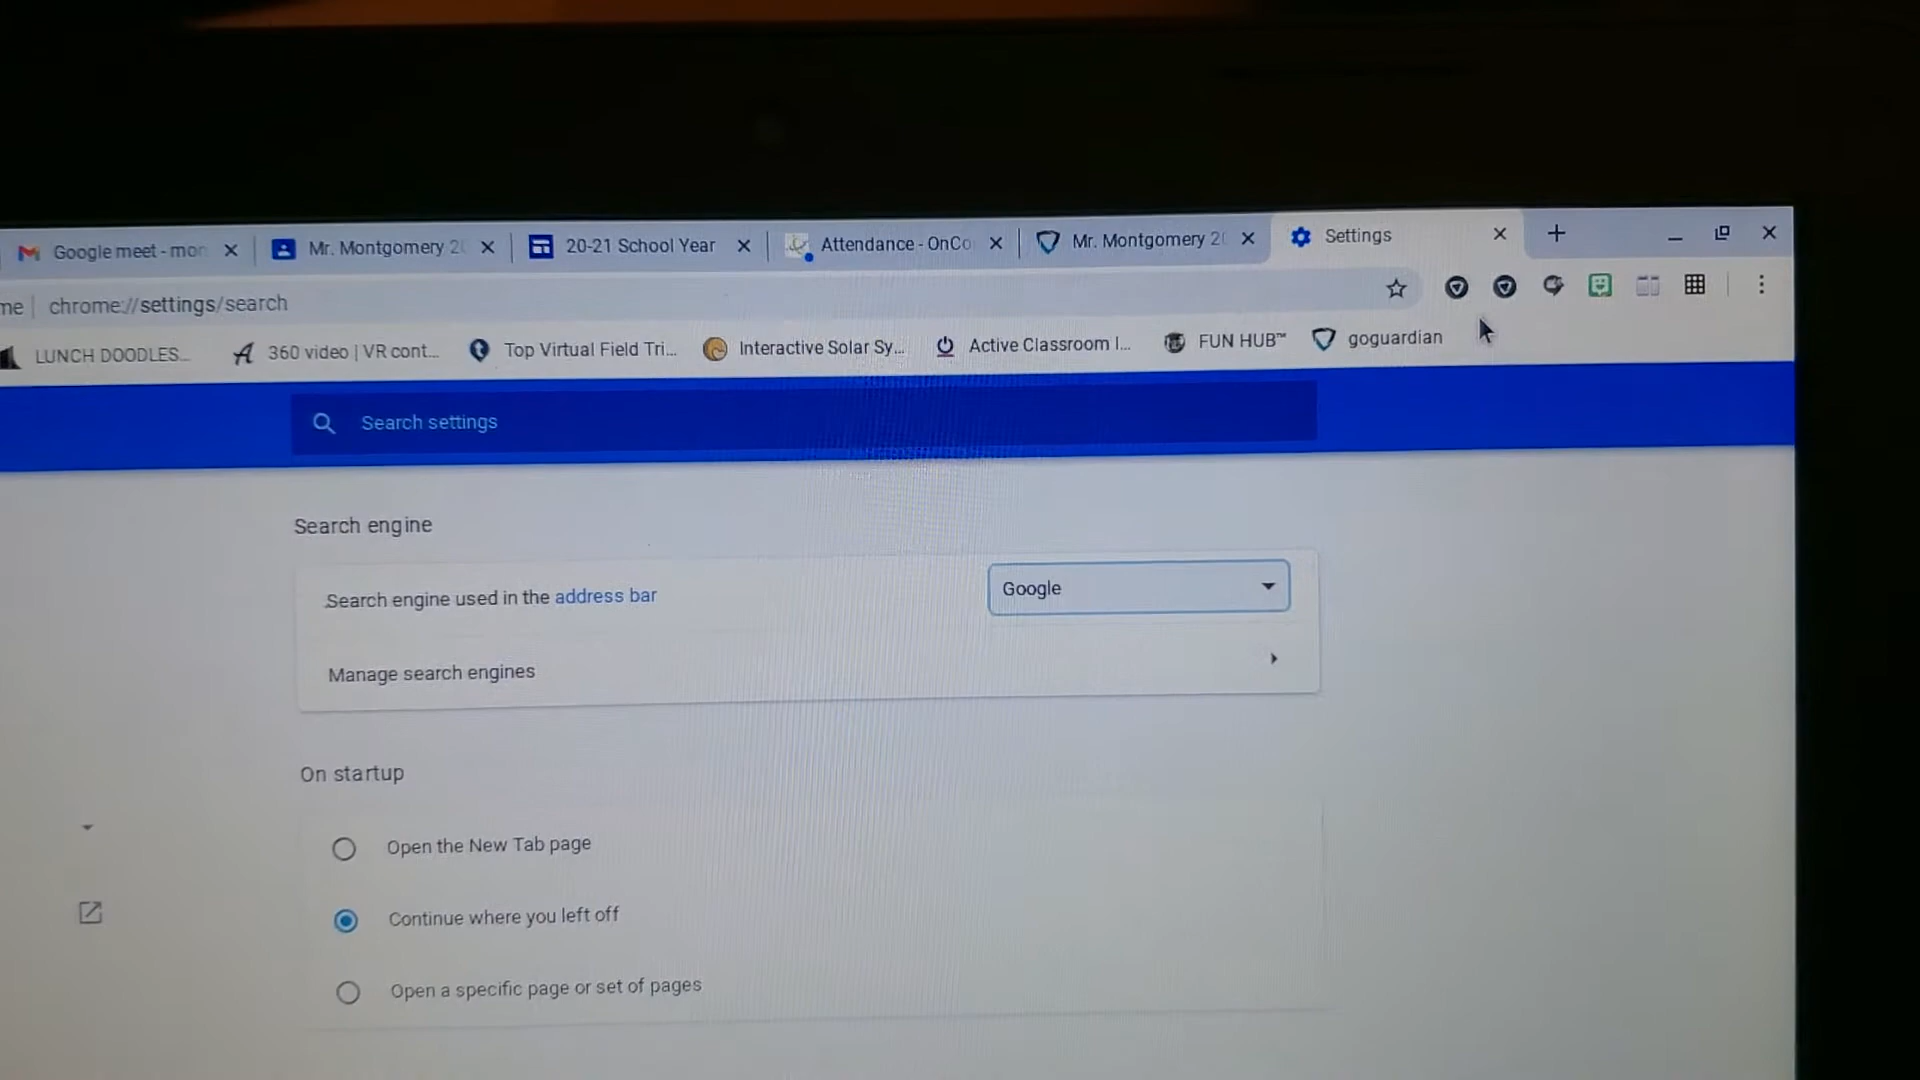 Google meet - mon
Mr. Montgomery 20
20-21 School Year
Attendance - OnCo
Mr. Montgomery 20
Settings
me | chrome://settings/search
LUNCH DOODLES...
360 video | VR cont...
Top Virtual Field Tri...
Interactive Solar Sy...
Active Classroom I...
FUN HUB™
goguardian
Search settings
Search engine
Search engine used in the address bar
Google
Manage search engines
On startup
Open the New Tab page
Continue where you left off
Open a specific page or set of pages